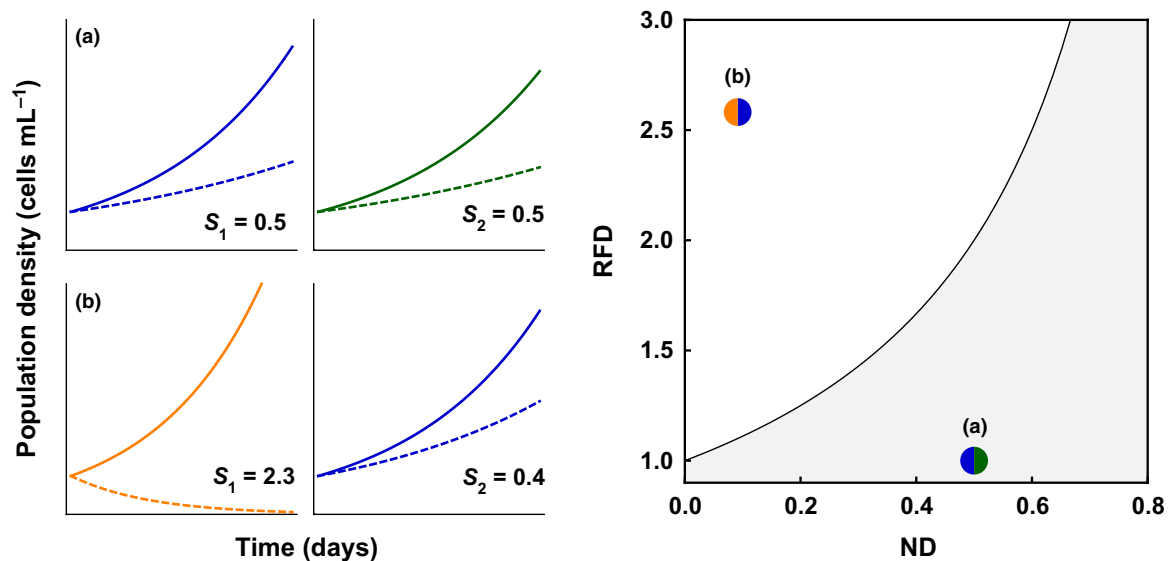 (a)
S₁ = 0.5
S₂ = 0.5
(b)
S₁ = 2.3
S₂ = 0.4
Population density (cells mL⁻¹)
Time (days)
3.0
2.5
2.0
1.5
1.0
RFD
(b)
(a)
0.0 0.2 0.4 0.6 0.8
ND